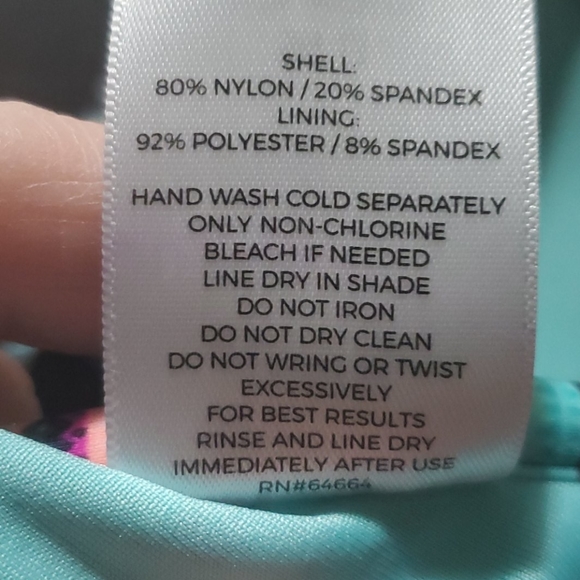 SHELL:
80% NYLON / 20% SPANDEX
LINING:
92% POLYESTER / 8% SPANDEX
HAND WASH COLD SEPARATELY
ONLY NON-CHLORINE
BLEACH IF NEEDED
LINE DRY IN SHADE
DO NOT IRON
DO NOT DRY CLEAN
DO NOT WRING OR TWIST
EXCESSIVELY
FOR BEST RESULTS
RINSE AND LINE DRY
IMMEDIATELY AFTER USE
RN#64664